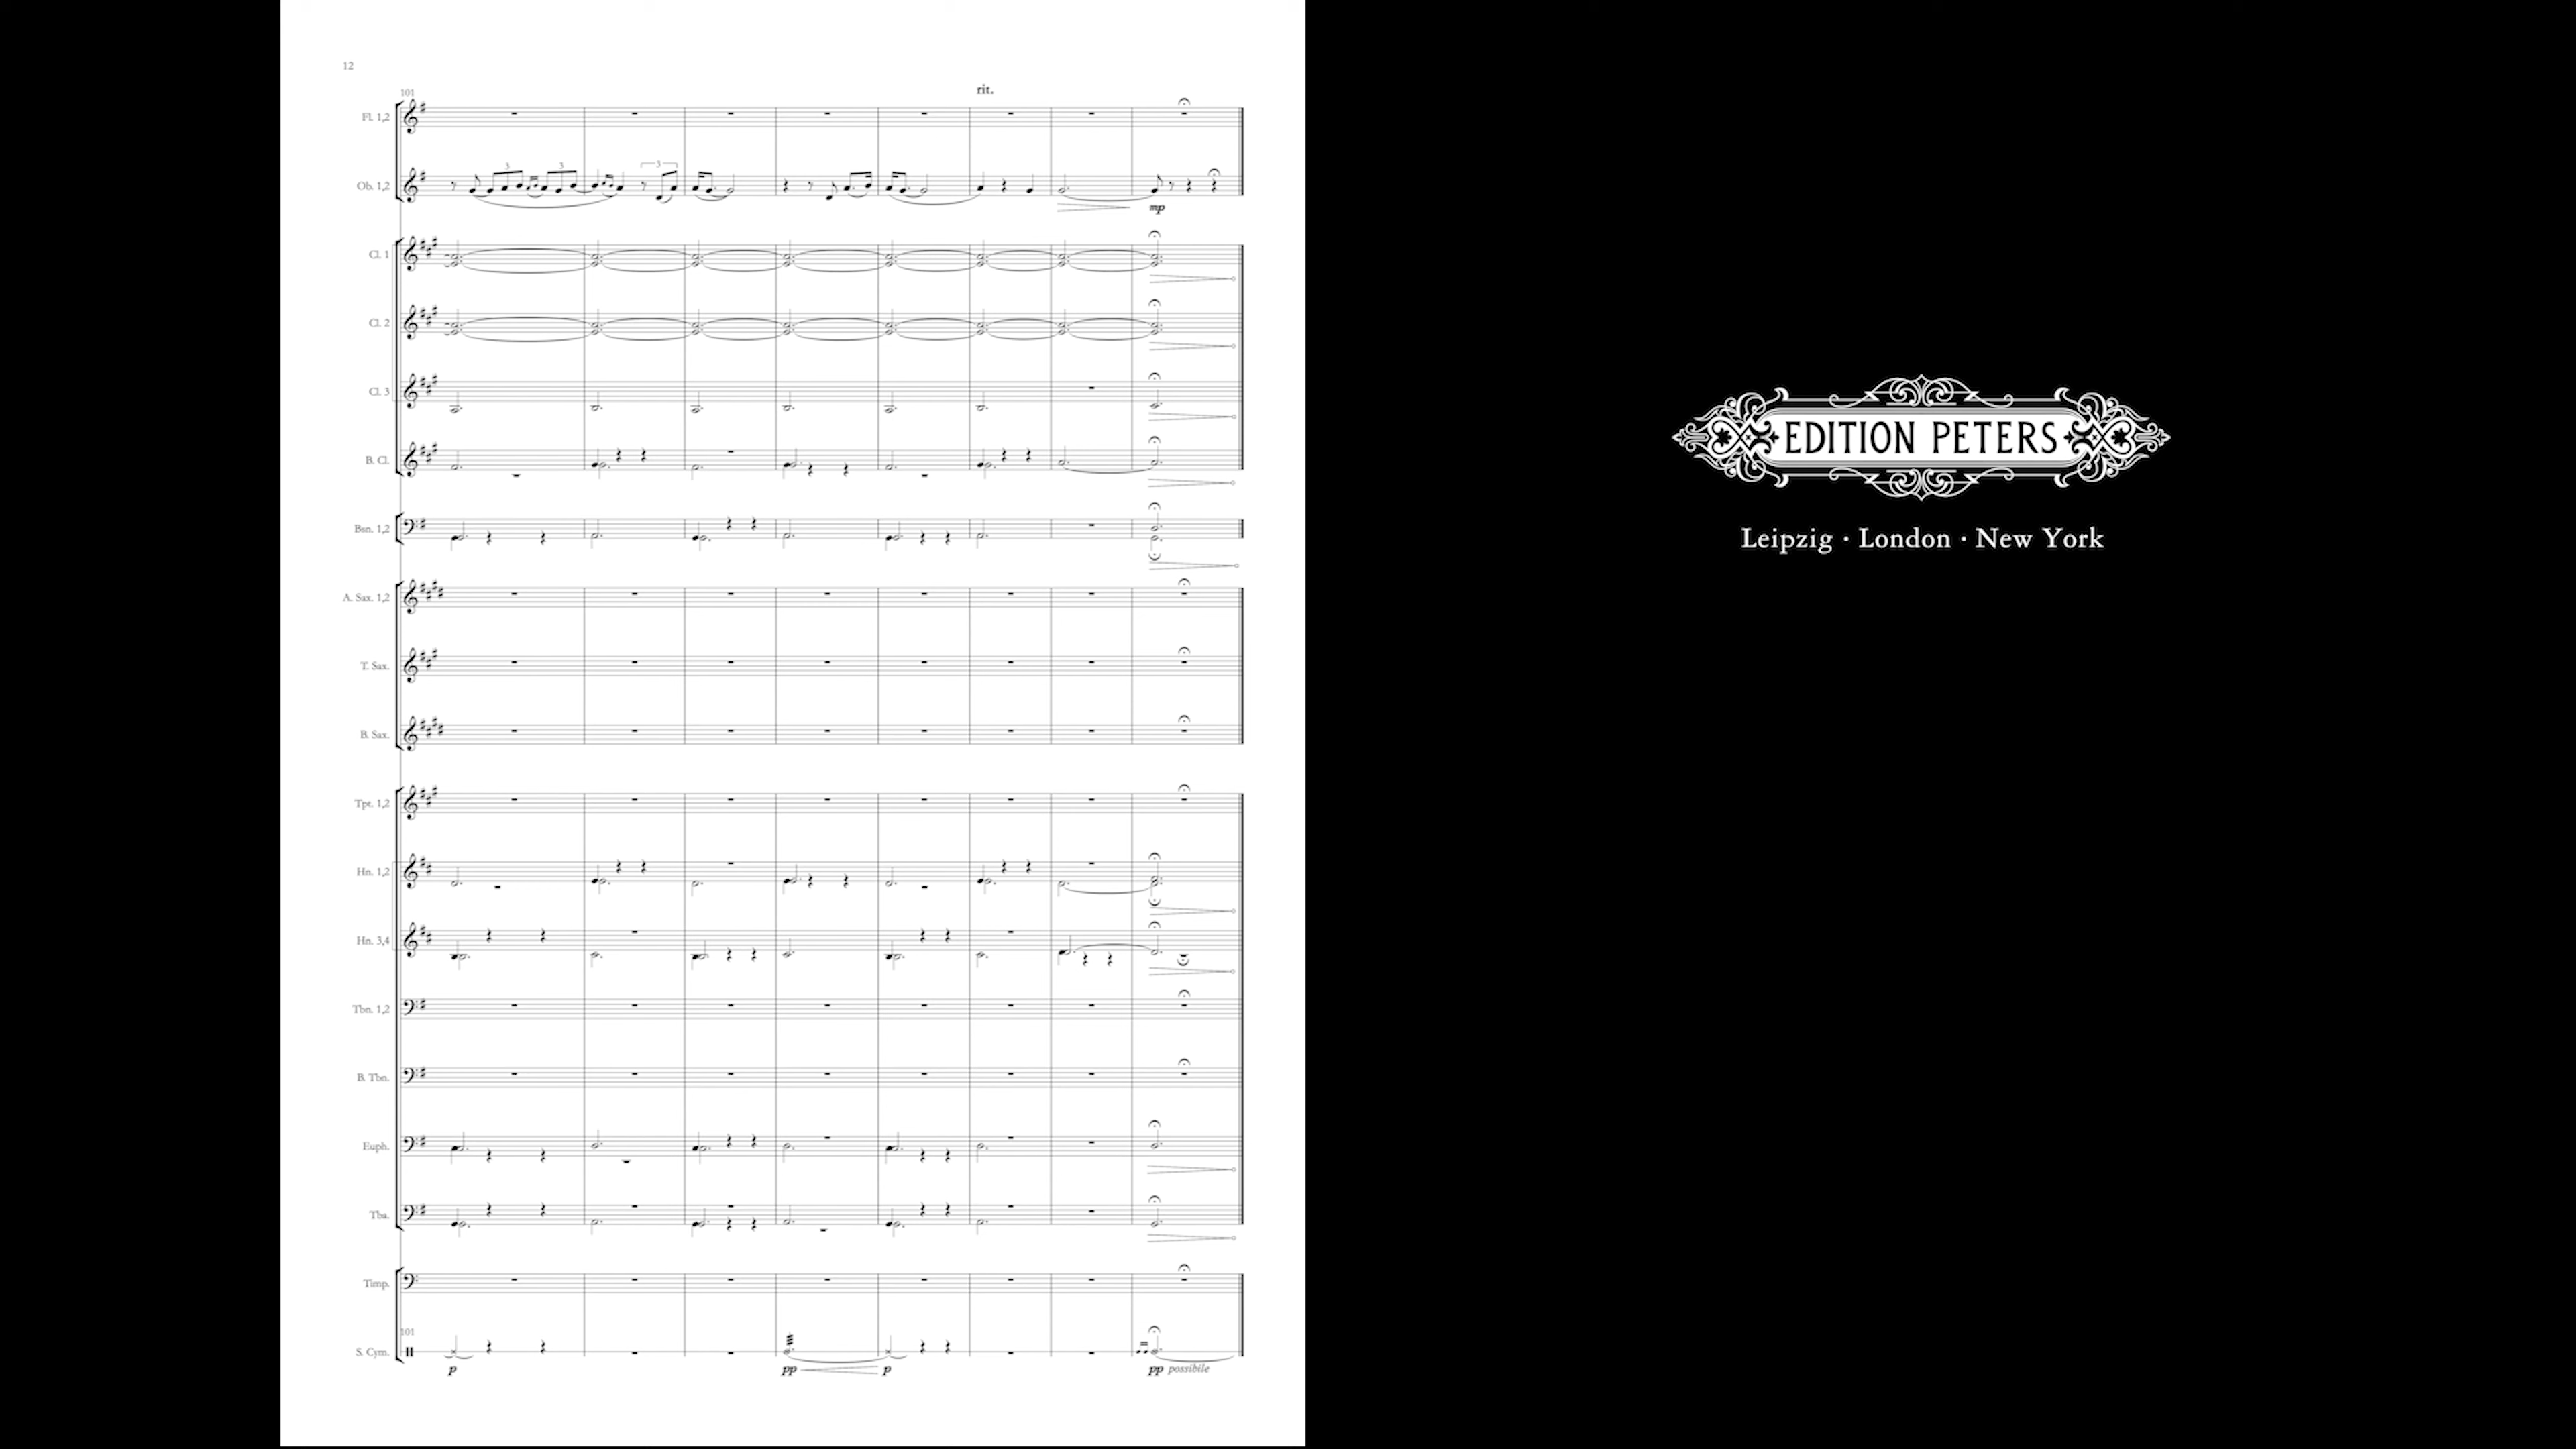 12
101
rit.
Fl. 1,2
3
3
3
Ob. 1,2
mp
Cl. 1
Cl. 2
Cl. 3
B. Cl.
Bsn. 1,2
A. Sax. 1,2
T. Sax.
B. Sax.
Tpt. 1,2
Hn. 1,2
Hn. 3,4
Tbn. 1,2
B. Tbn.
Euph.
Tba.
Timp.
101
S. Cym.
p
pp
p
pp possibile
EDITION PETERS
Leipzig · London · New York